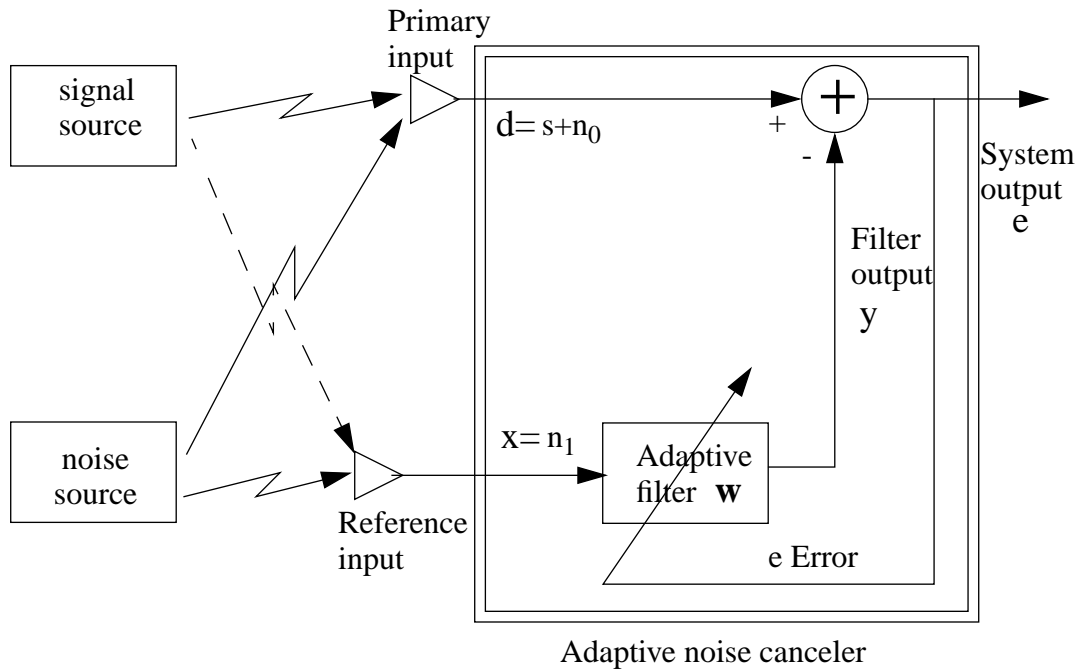 Primary
input
signal
source
d= s+n0
+
+
-
System
output
e
Filter
output
y
noise
source
x= n1
Adaptive
filter w
Reference
input
e Error
Adaptive noise canceler